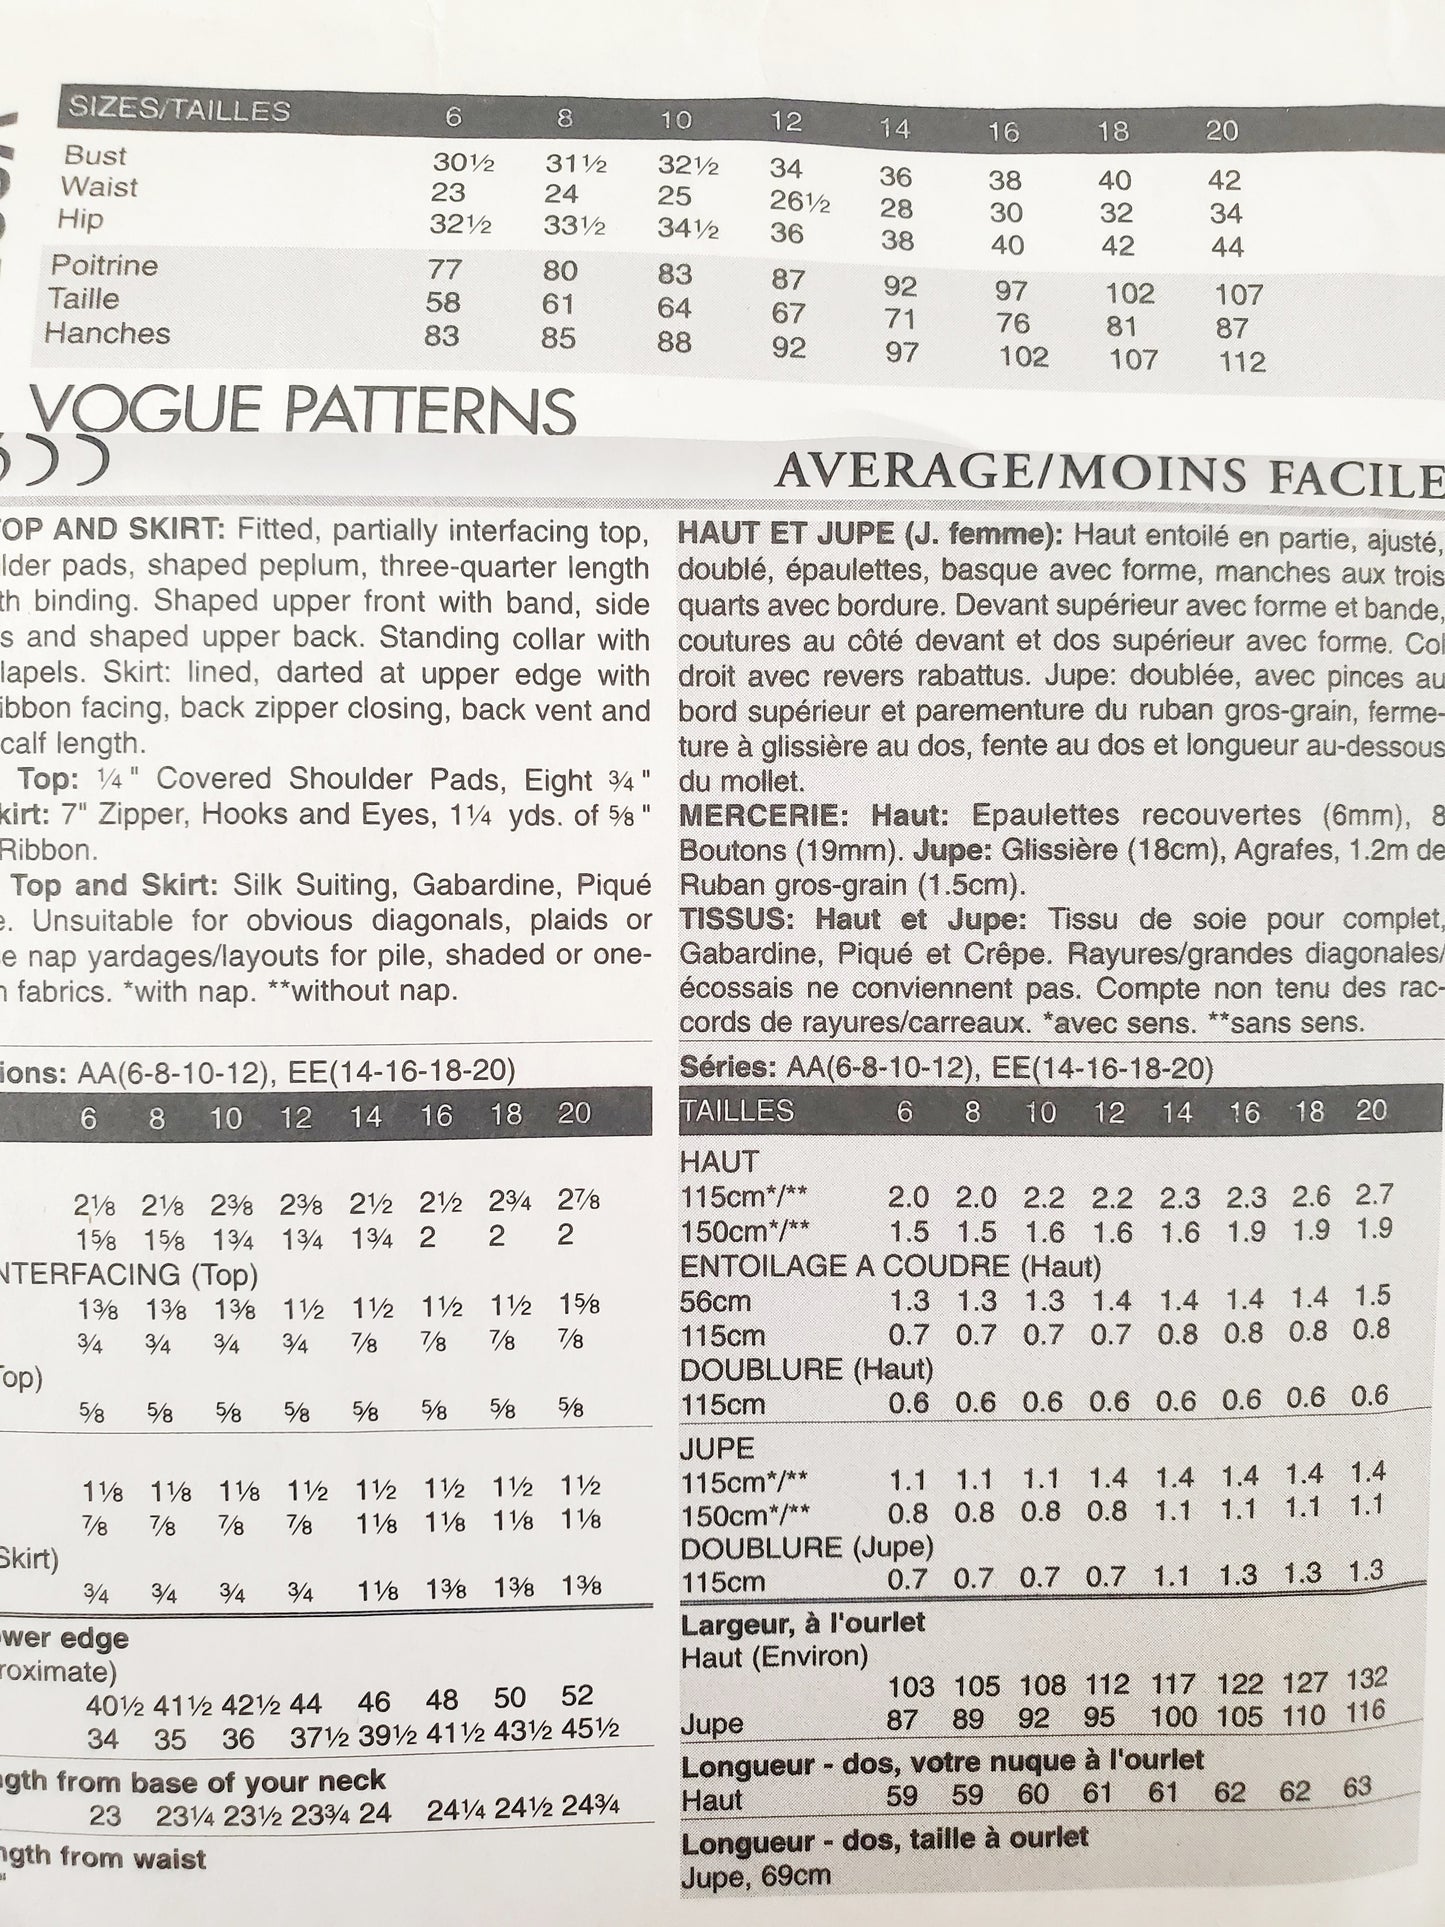 SIZES/TAILLES 6 8 10 12 14 16 18 20
Bust 30½ 31½ 32½ 34 36 38 40 42
Waist 23 24 25 26½ 28 30 32 34
Hip 32½ 33½ 34½ 36 38 40 42 44
Poitrine 77 80 83 87 92 97 102 107
Taille 58 61 64 67 71 76 81 87
Hanches 83 85 88 92 97 102 107 112
VOGUE PATTERNS
AVERAGE/MOINS FACILE
OP AND SKIRT: Fitted, partially interfacing top,
lder pads, shaped peplum, three-quarter length
th binding. Shaped upper front with band, side
s and shaped upper back. Standing collar with
lapels. Skirt: lined, darted at upper edge with
ibbon facing, back zipper closing, back vent and
calf length.
Top: ¼" Covered Shoulder Pads, Eight ¾"
kirt: 7" Zipper, Hooks and Eyes, 1¼ yds. of ⅝"
Ribbon.
Top and Skirt: Silk Suiting, Gabardine, Piqué
e. Unsuitable for obvious diagonals, plaids or
e nap yardages/layouts for pile, shaded or one-
n fabrics. *with nap. **without nap.
ions: AA(6-8-10-12), EE(14-16-18-20)
6 8 10 12 14 16 18 20
2⅛ 2⅛ 2⅜ 2⅜ 2½ 2½ 2¾ 2⅞
1⅝ 1⅝ 1¾ 1¾ 1¾ 2 2 2
NTERFACING (Top)
1⅜ 1⅜ 1⅜ 1½ 1½ 1½ 1½ 1⅝
¾ ¾ ¾ ¾ ⅞ ⅞ ⅞ ⅞
op)
⅝ ⅝ ⅝ ⅝ ⅝ ⅝ ⅝ ⅝
1⅛ 1⅛ 1⅛ 1½ 1½ 1½ 1½ 1½
⅞ ⅞ ⅞ ⅞ 1⅛ 1⅛ 1⅛ 1⅛
Skirt)
¾ ¾ ¾ ¾ 1⅛ 1⅜ 1⅜ 1⅜
wer edge
roximate)
40½ 41½ 42½ 44 46 48 50 52
34 35 36 37½ 39½ 41½ 43½ 45½
ngth from base of your neck
23 23¼ 23½ 23¾ 24 24¼ 24½ 24¾
ngth from waist
HAUT ET JUPE (J. femme): Haut entoilé en partie, ajusté,
doublé, épaulettes, basque avec forme, manches aux trois
quarts avec bordure. Devant supérieur avec forme et bande,
coutures au côté devant et dos supérieur avec forme. Col
droit avec revers rabattus. Jupe: doublée, avec pinces au
bord supérieur et parementure du ruban gros-grain, ferme-
ture à glissière au dos, fente au dos et longueur au-dessous
du mollet.
MERCERIE: Haut: Epaulettes recouvertes (6mm), 8
Boutons (19mm). Jupe: Glissière (18cm), Agrafes, 1.2m de
Ruban gros-grain (1.5cm).
TISSUS: Haut et Jupe: Tissu de soie pour complet,
Gabardine, Piqué et Crêpe. Rayures/grandes diagonales/
écossais ne conviennent pas. Compte non tenu des rac-
cords de rayures/carreaux. *avec sens. **sans sens.
Séries: AA(6-8-10-12), EE(14-16-18-20)
TAILLES 6 8 10 12 14 16 18 20
HAUT
115cm*/** 2.0 2.0 2.2 2.2 2.3 2.3 2.6 2.7
150cm*/** 1.5 1.5 1.6 1.6 1.6 1.9 1.9 1.9
ENTOILAGE A COUDRE (Haut)
56cm 1.3 1.3 1.3 1.4 1.4 1.4 1.4 1.5
115cm 0.7 0.7 0.7 0.7 0.8 0.8 0.8 0.8
DOUBLURE (Haut)
115cm 0.6 0.6 0.6 0.6 0.6 0.6 0.6 0.6
JUPE
115cm*/** 1.1 1.1 1.1 1.4 1.4 1.4 1.4 1.4
150cm*/** 0.8 0.8 0.8 0.8 1.1 1.1 1.1 1.1
DOUBLURE (Jupe)
115cm 0.7 0.7 0.7 0.7 1.1 1.3 1.3 1.3
Largeur, à l'ourlet
Haut (Environ)
103 105 108 112 117 122 127 132
Jupe 87 89 92 95 100 105 110 116
Longueur - dos, votre nuque à l'ourlet
Haut 59 59 60 61 61 62 62 63
Longueur - dos, taille à ourlet
Jupe, 69cm